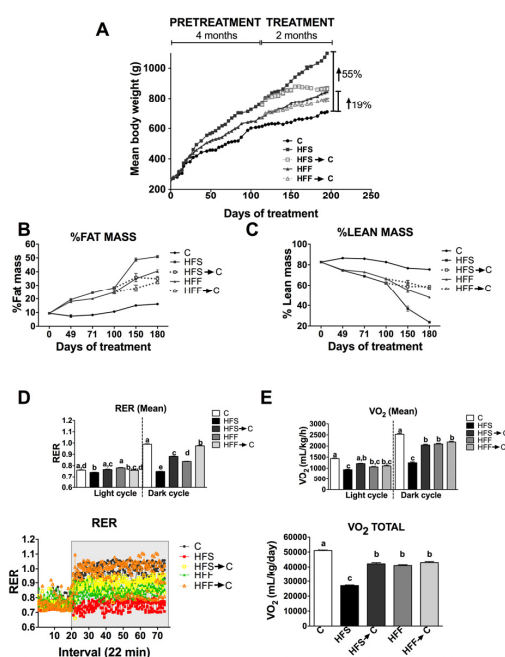 PRETREATMENT TREATMENT
4 months 2 months
A
Mean body weight (g)
1000
800
600
400
200
55%
19%
C
HFS
HFS→C
HFF
HFF→C
0 50 100 150 200 250
Days of treatment
B
%FAT MASS
%Fat mass
60
50
40
30
20
10
0
C
HFS
HFS→C
HFF
HFF→C
0 49 71 100 150 180
Days of treatment
C
%LEAN MASS
% Lean mass
100
80
60
40
20
C
HFS
HFS→C
HFF
HFF→C
0 49 71 100 150 180
Days of treatment
D
RER (Mean)
RER
1.2
1.1
1.0
0.9
0.8
0.7
0.6
C
HFS
HFS→C
HFF
HFF→C
a,d b a,c c
a e c d b
Light cycle Dark cycle
RER
RER
1.2
1.1
1.0
0.9
0.8
0.7
0.6
C
HFS
HFS→C
HFF
HFF→C
0 10 20 30 40 50 60 70
Interval (22 min)
E
VO2 (Mean)
VO2 (mL/kg/h)
3000
2500
2000
1500
1000
500
0
C
HFS
HFS→C
HFF
HFF→C
a c a,b b,c b,c
a c b b b
Light cycle Dark cycle
VO2 TOTAL
VO2 (mL/kg/day)
60000
50000
40000
30000
20000
10000
0
a c b b b
C HFS HFS→C HFF HFF→C